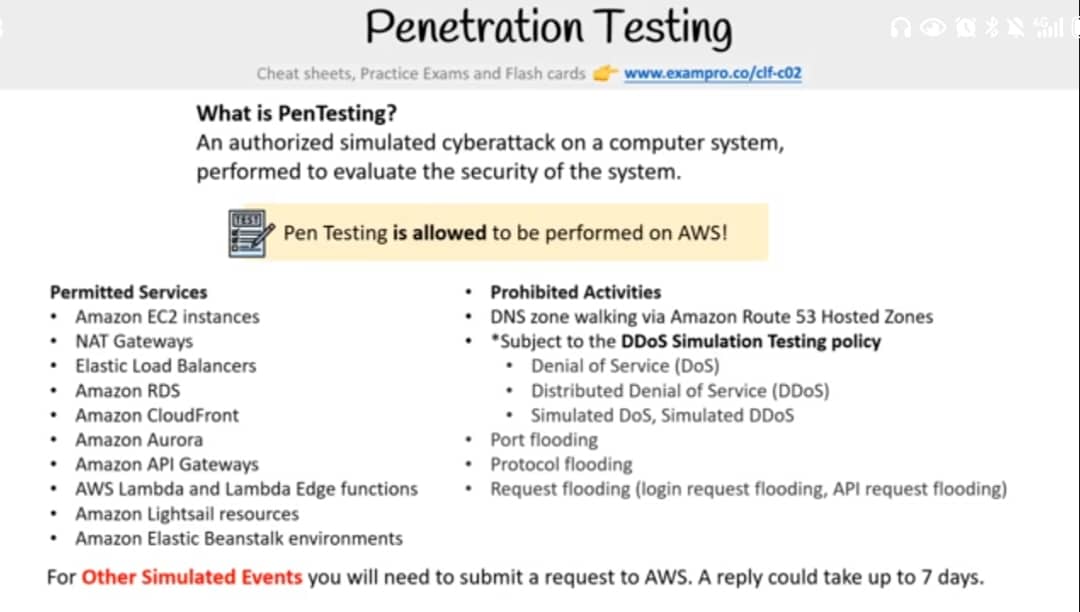 Penetration Testing
Cheat sheets, Practice Exams and Flash cards 👉 www.exampro.co/clf-c02
What is PenTesting?
An authorized simulated cyberattack on a computer system,
performed to evaluate the security of the system.
TEST
Pen Testing is allowed to be performed on AWS!
Permitted Services
• Amazon EC2 instances
• NAT Gateways
• Elastic Load Balancers
• Amazon RDS
• Amazon CloudFront
• Amazon Aurora
• Amazon API Gateways
• AWS Lambda and Lambda Edge functions
• Amazon Lightsail resources
• Amazon Elastic Beanstalk environments
• Prohibited Activities
• DNS zone walking via Amazon Route 53 Hosted Zones
• *Subject to the DDoS Simulation Testing policy
• Denial of Service (DoS)
• Distributed Denial of Service (DDoS)
• Simulated DoS, Simulated DDoS
• Port flooding
• Protocol flooding
• Request flooding (login request flooding, API request flooding)
For Other Simulated Events you will need to submit a request to AWS. A reply could take up to 7 days.